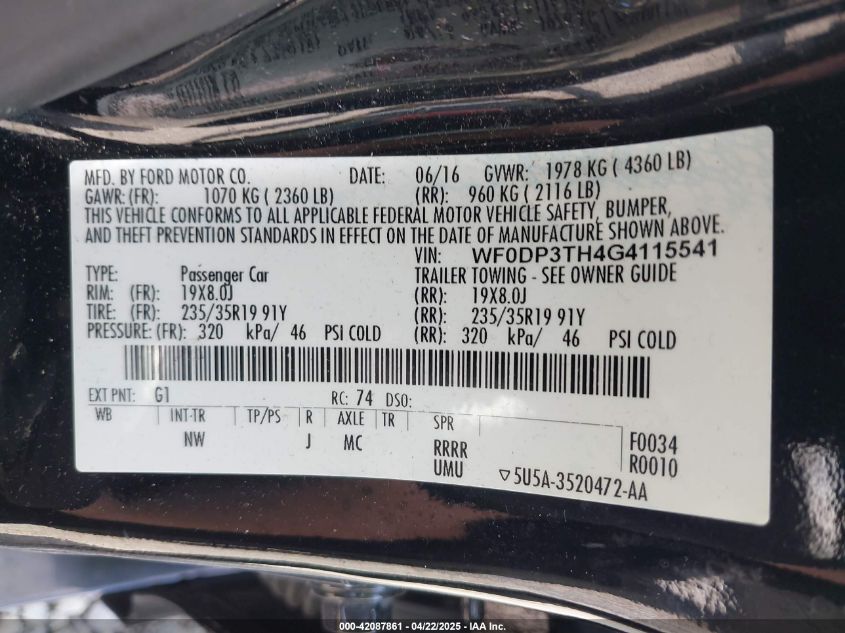 MFD. BY FORD MOTOR CO. DATE: 06/16 GVWR: 1978 KG ( 4360 LB)
GAWR: (FR): 1070 KG ( 2360 LB) (RR): 960 KG ( 2116 LB)
THIS VEHICLE CONFORMS TO ALL APPLICABLE FEDERAL MOTOR VEHICLE SAFETY, BUMPER,
AND THEFT PREVENTION STANDARDS IN EFFECT ON THE DATE OF MANUFACTURE SHOWN ABOVE.
VIN: WF0DP3TH4G4115541
TYPE: Passenger Car TRAILER TOWING - SEE OWNER GUIDE
RIM: (FR): 19X8.0J (RR): 19X8.0J
TIRE: (FR): 235/35R19 91Y (RR): 235/35R19 91Y
PRESSURE: (FR): 320 kPa/ 46 PSI COLD (RR): 320 kPa/ 46 PSI COLD
EXT PNT: G1 RC: 74 DSO:
WB INT-TR TP/PS R AXLE TR SPR
NW J MC RRRR F0034
UMU R0010
▽5U5A-3520472-AA
000-42087861 - 04/22/2025 - IAA Inc.